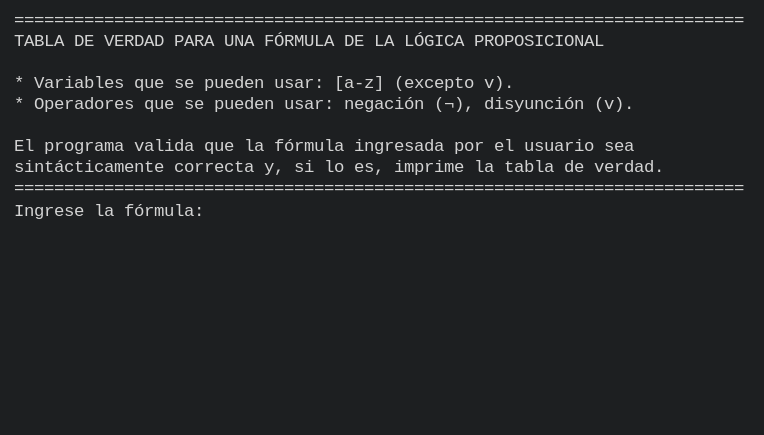 =========================================================================
TABLA DE VERDAD PARA UNA FÓRMULA DE LA LÓGICA PROPOSICIONAL
* Variables que se pueden usar: [a-z] (excepto v).
* Operadores que se pueden usar: negación (¬), disyunción (v).
El programa valida que la fórmula ingresada por el usuario sea
sintácticamente correcta y, si lo es, imprime la tabla de verdad.
=========================================================================
Ingrese la fórmula: